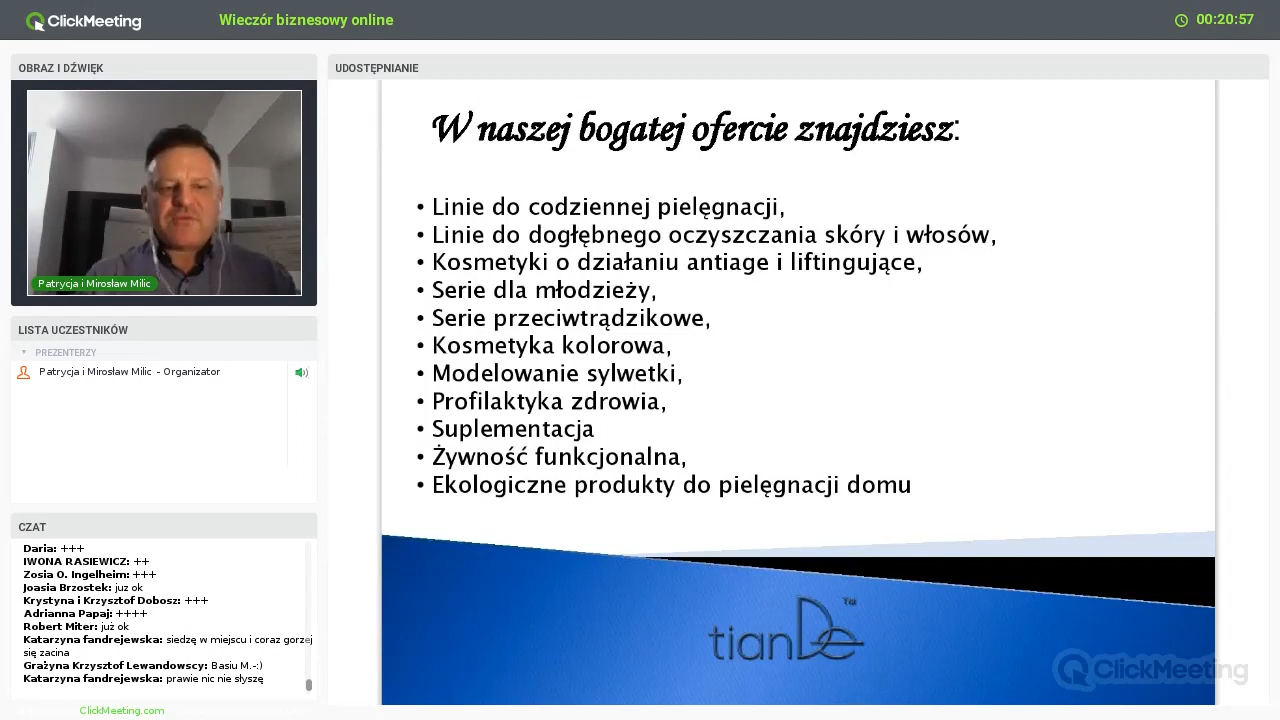 ClickMeeting
Wieczór biznesowy online
00:20:57
OBRAZ I DŹWIĘK
Patrycja i Mirosław Milic
LISTA UCZESTNIKÓW
PREZENTERZY
Patrycja i Mirosław Milic - Organizator
CZAT
Daria: +++
IWONA RASIEWICZ: ++
Zosia O. Ingelheim: +++
Joasia Brzostek: juz ok
Krystyna i Krzysztof Dobosz: +++
Adrianna Papaj: ++++
Robert Miter: już ok
Katarzyna fandrejewska: siedzę w miejscu i coraz gorzej
się zacina
Grażyna Krzysztof Lewandowscy: Basiu M.-:)
Katarzyna fandrejewska: prawie nic nie słyszę
ClickMeeting.com
UDOSTĘPNIANIE
W naszej bogatej ofercie znajdziesz:
• Linie do codziennej pielęgnacji,
• Linie do dogłębnego oczyszczania skóry i włosów,
• Kosmetyki o działaniu antiage i liftingujące,
• Serie dla młodzieży,
• Serie przeciwtrądzikowe,
• Kosmetyka kolorowa,
• Modelowanie sylwetki,
• Profilaktyka zdrowia,
• Suplementacja
• Żywność funkcjonalna,
• Ekologiczne produkty do pielęgnacji domu
tianDe™
ClickMeeting